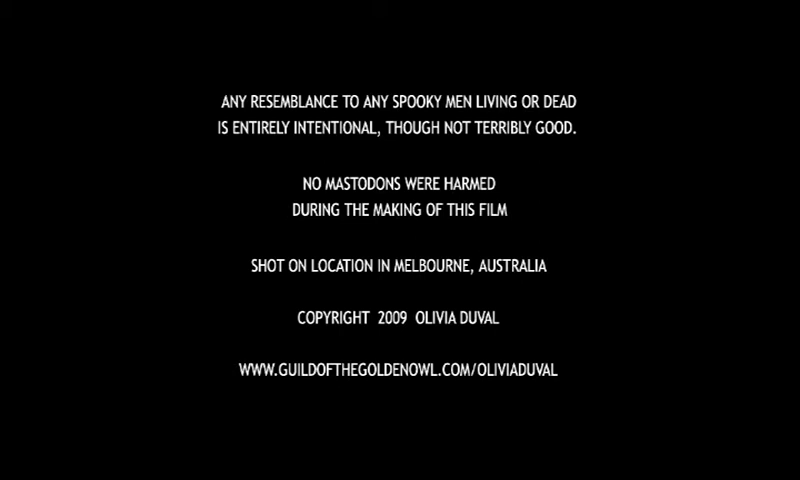 ANY RESEMBLANCE TO ANY SPOOKY MEN LIVING OR DEAD
IS ENTIRELY INTENTIONAL, THOUGH NOT TERRIBLY GOOD.
NO MASTODONS WERE HARMED
DURING THE MAKING OF THIS FILM
SHOT ON LOCATION IN MELBOURNE, AUSTRALIA
COPYRIGHT 2009 OLIVIA DUVAL
WWW.GUILDOFTHEGOLDENOWL.COM/OLIVIADUVAL